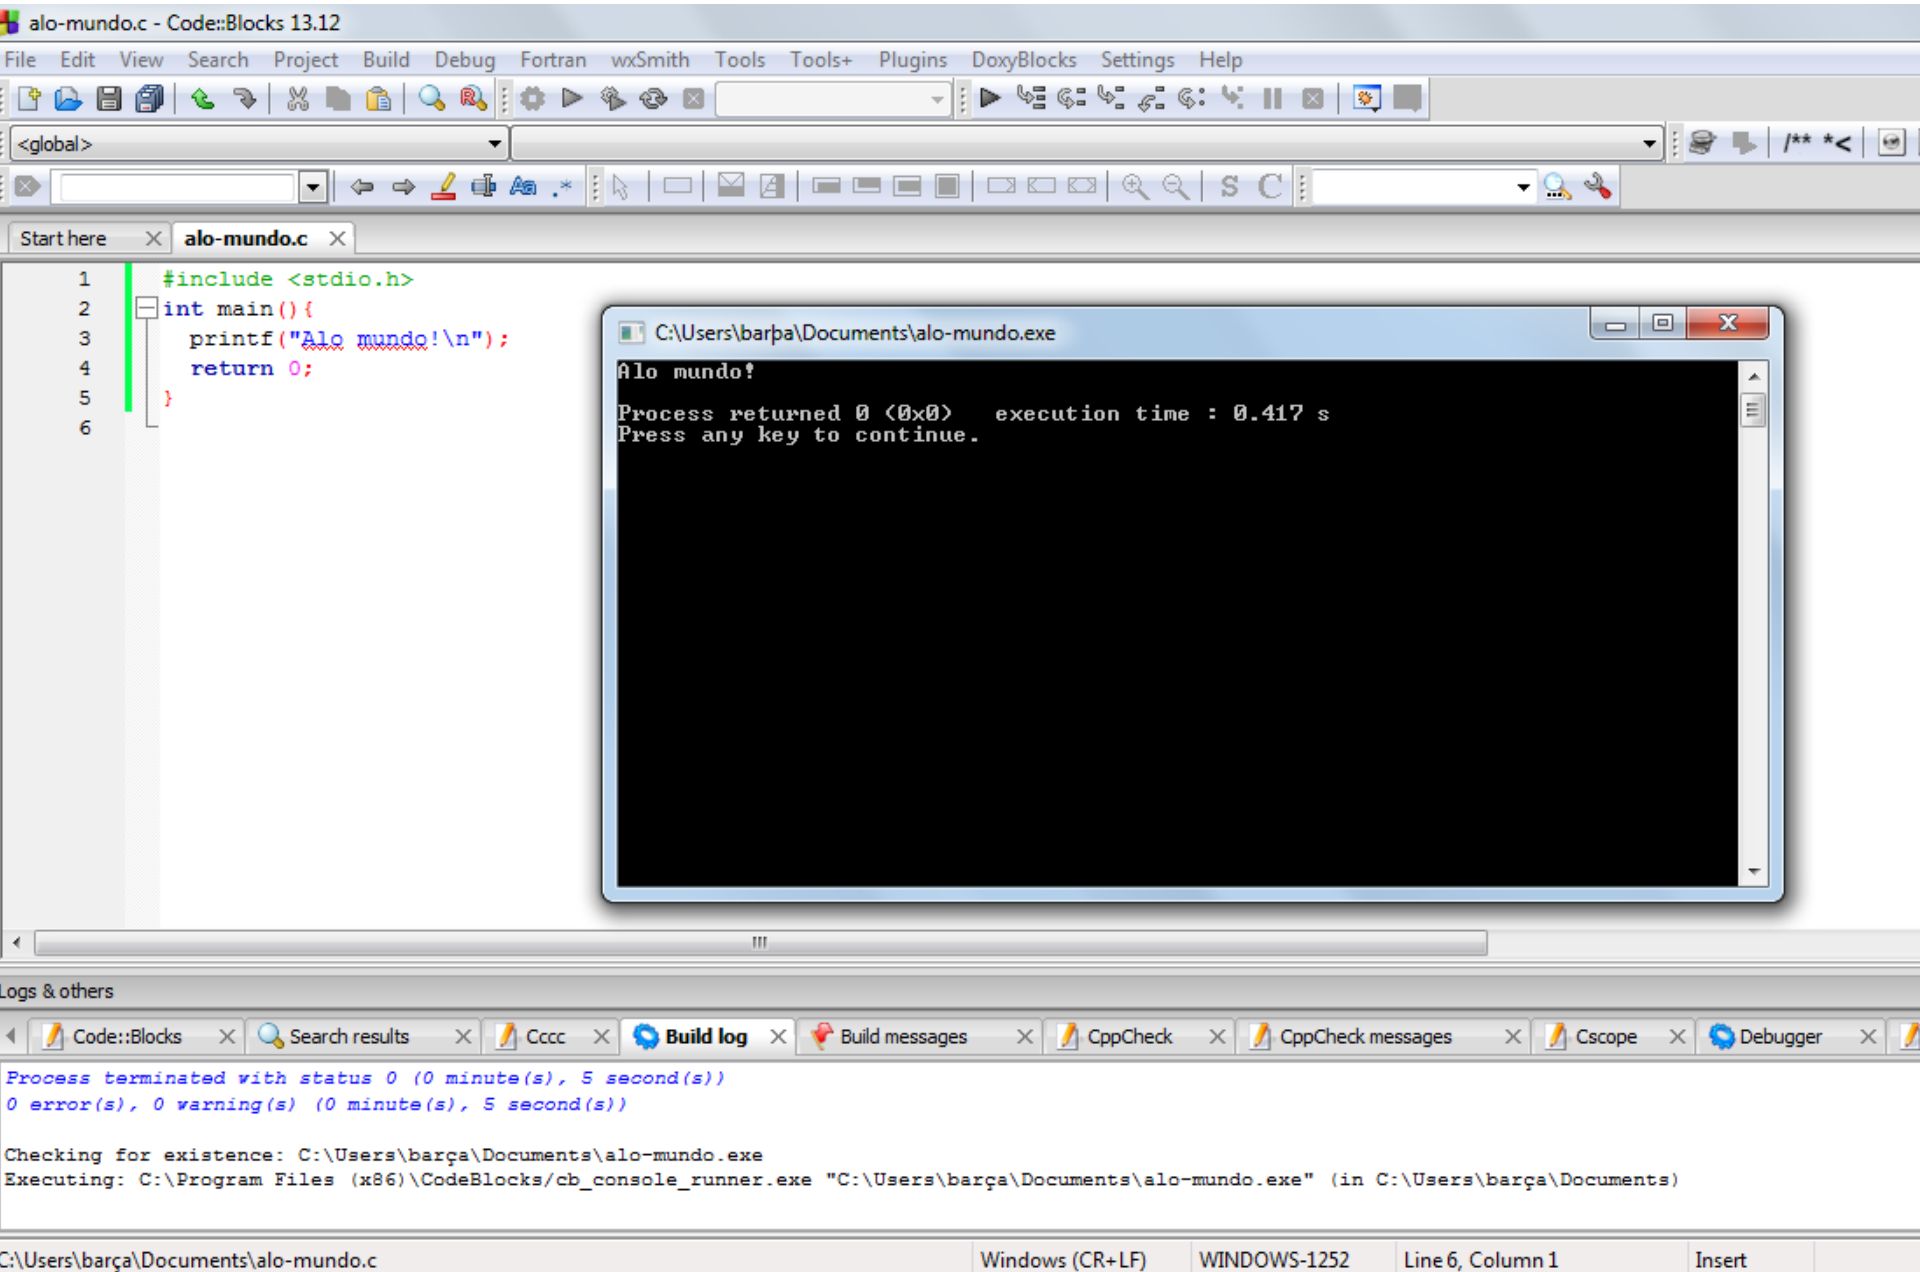 alo-mundo.c - Code::Blocks 13.12
File Edit View Search Project Build Debug Fortran wxSmith Tools Tools+ Plugins DoxyBlocks Settings Help
<global>
/** *<
Aa .* S C
Start here alo-mundo.c
1 #include <stdio.h>
2 int main(){
3 printf("Alo mundo!\n");
4 return 0;
5 }
6
C:\Users\barþa\Documents\alo-mundo.exe
Alo mundo!
Process returned 0 (0x0) execution time : 0.417 s
Press any key to continue.
Logs & others
Code::Blocks Search results Cccc Build log Build messages CppCheck CppCheck messages Cscope Debugger
Process terminated with status 0 (0 minute(s), 5 second(s))
0 error(s), 0 warning(s) (0 minute(s), 5 second(s))
Checking for existence: C:\Users\barça\Documents\alo-mundo.exe
Executing: C:\Program Files (x86)\CodeBlocks/cb_console_runner.exe "C:\Users\barça\Documents\alo-mundo.exe" (in C:\Users\barça\Documents)
C:\Users\barça\Documents\alo-mundo.c Windows (CR+LF) WINDOWS-1252 Line 6, Column 1 Insert